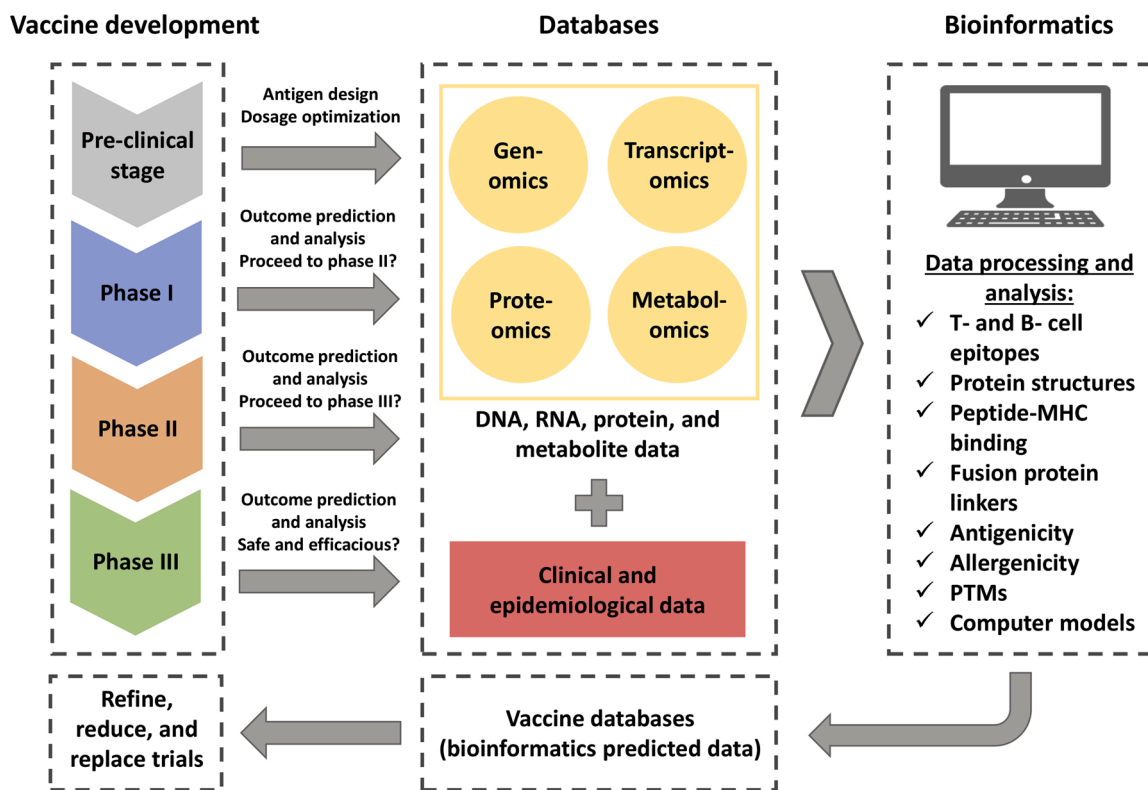 Vaccine development
Databases
Bioinformatics
Pre-clinical
stage
Phase I
Phase II
Phase III
Antigen design
Dosage optimization
Outcome prediction
and analysis
Proceed to phase II?
Outcome prediction
and analysis
Proceed to phase III?
Outcome prediction
and analysis
Safe and efficacious?
Gen-
omics
Transcript-
omics
Prote-
omics
Metabol-
omics
DNA, RNA, protein, and
metabolite data
Clinical and
epidemiological data
Data processing and
analysis:
✓ T- and B- cell
epitopes
✓ Protein structures
✓ Peptide-MHC
binding
✓ Fusion protein
linkers
✓ Antigenicity
✓ Allergenicity
✓ PTMs
✓ Computer models
Refine,
reduce, and
replace trials
Vaccine databases
(bioinformatics predicted data)